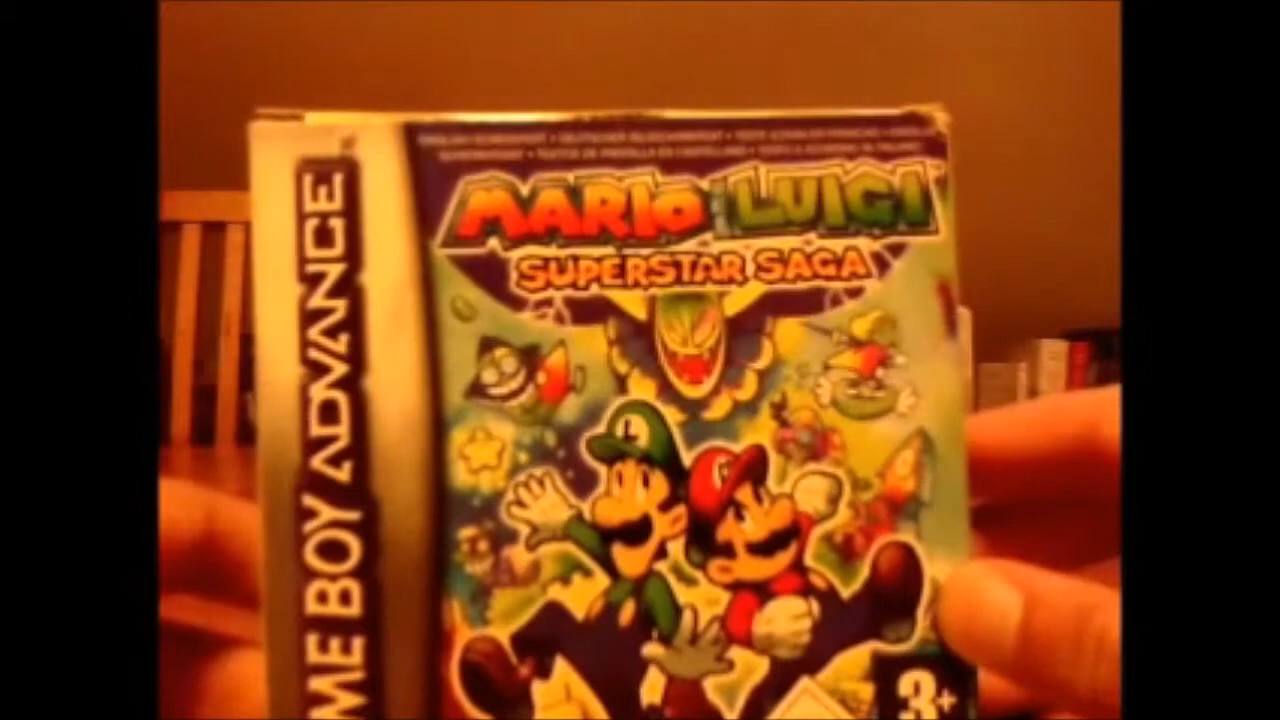 GAME BOY ADVANCE
MARIO & LUIGI
SUPERSTAR SAGA
L
3+